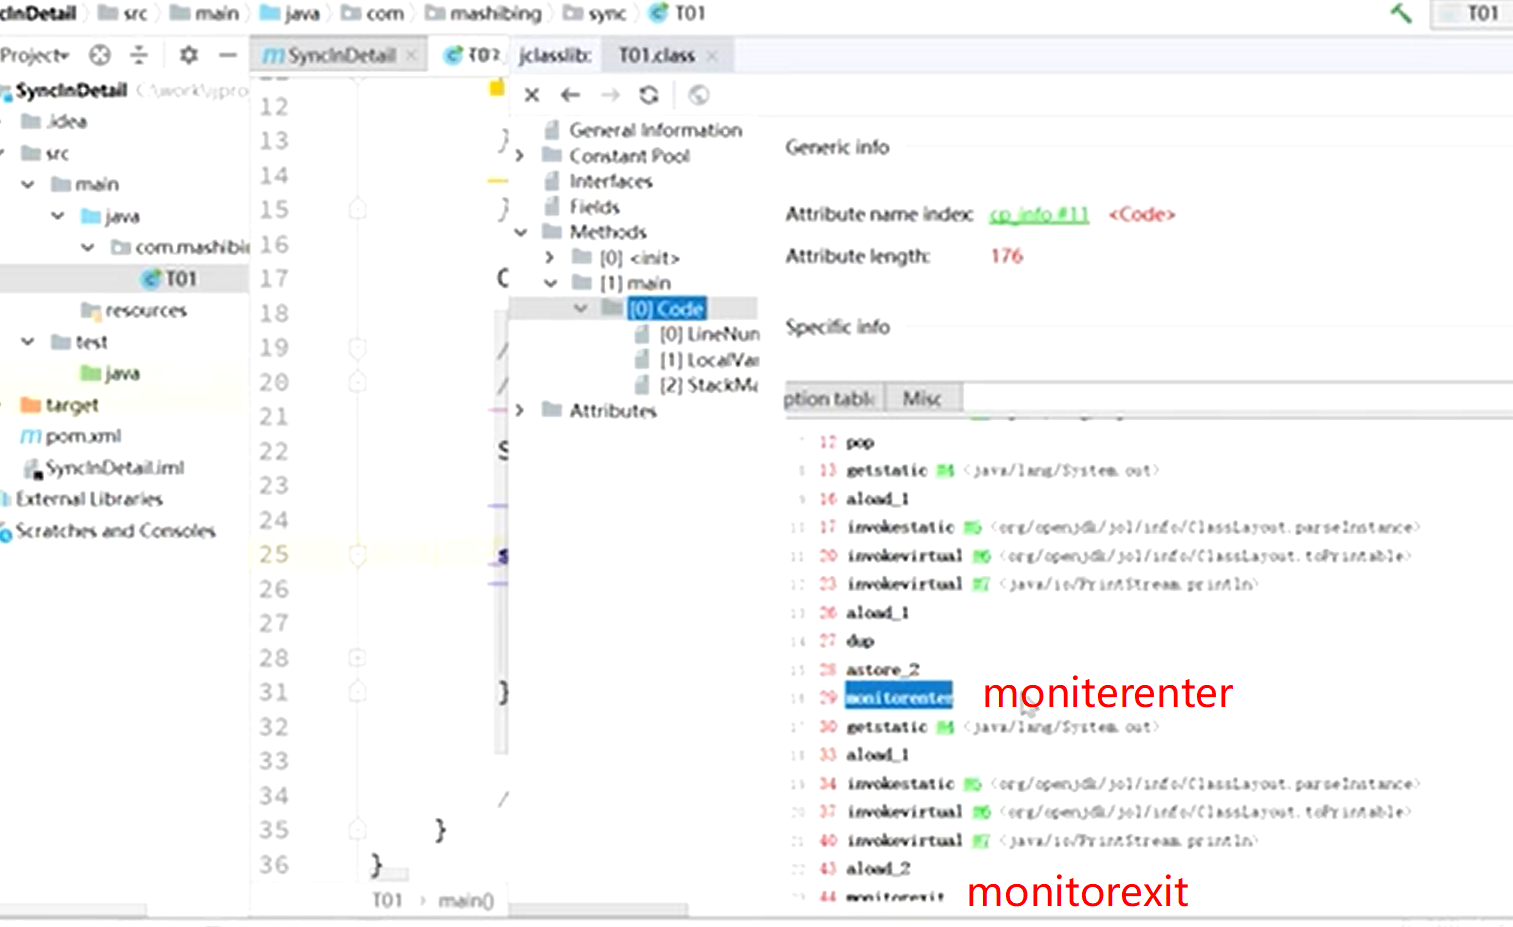 cInDetail src main java com mashibing sync T01
T01
Project
SyncInDetail
.idea
src
main
java
com.mashibin
T01
resources
test
java
target
pom.xml
SyncInDetail.iml
External Libraries
Scratches and Consoles
SyncInDetail
12
13 }
14
15 }
16
17
18
19 /
20 /
21
22 S
23
24
25 s
26
27
28
31 }
32
33
34 /
35 }
36 }
T01 main()
jclasslib: T01.class
General Information
Constant Pool
Interfaces
Fields
Methods
[0] <init>
[1] main
[0] Code
[0] LineNun
[1] LocalVar
[2] StackMa
Attributes
Generic info
Attribute name index: cp_info #11 <Code>
Attribute length: 176
Specific info
ption table Misc
12 pop
13 getstatic #4 <java/lang/System.out>
16 aload_1
17 invokestatic #5 <org/openjdk/jol/info/ClassLayout.parseInstance>
20 invokevirtual #6 <org/openjdk/jol/info/ClassLayout.toPrintable>
23 invokevirtual #7 <java/io/PrintStream.println>
26 aload_1
27 dup
28 astore_2
29 monitorenter moniterenter
30 getstatic #4 <java/lang/System.out>
33 aload_1
34 invokestatic #5 <org/openjdk/jol/info/ClassLayout.parseInstance>
37 invokevirtual #6 <org/openjdk/jol/info/ClassLayout.toPrintable>
40 invokevirtual #7 <java/io/PrintStream.println>
43 aload_2
44 monitorexit monitorexit